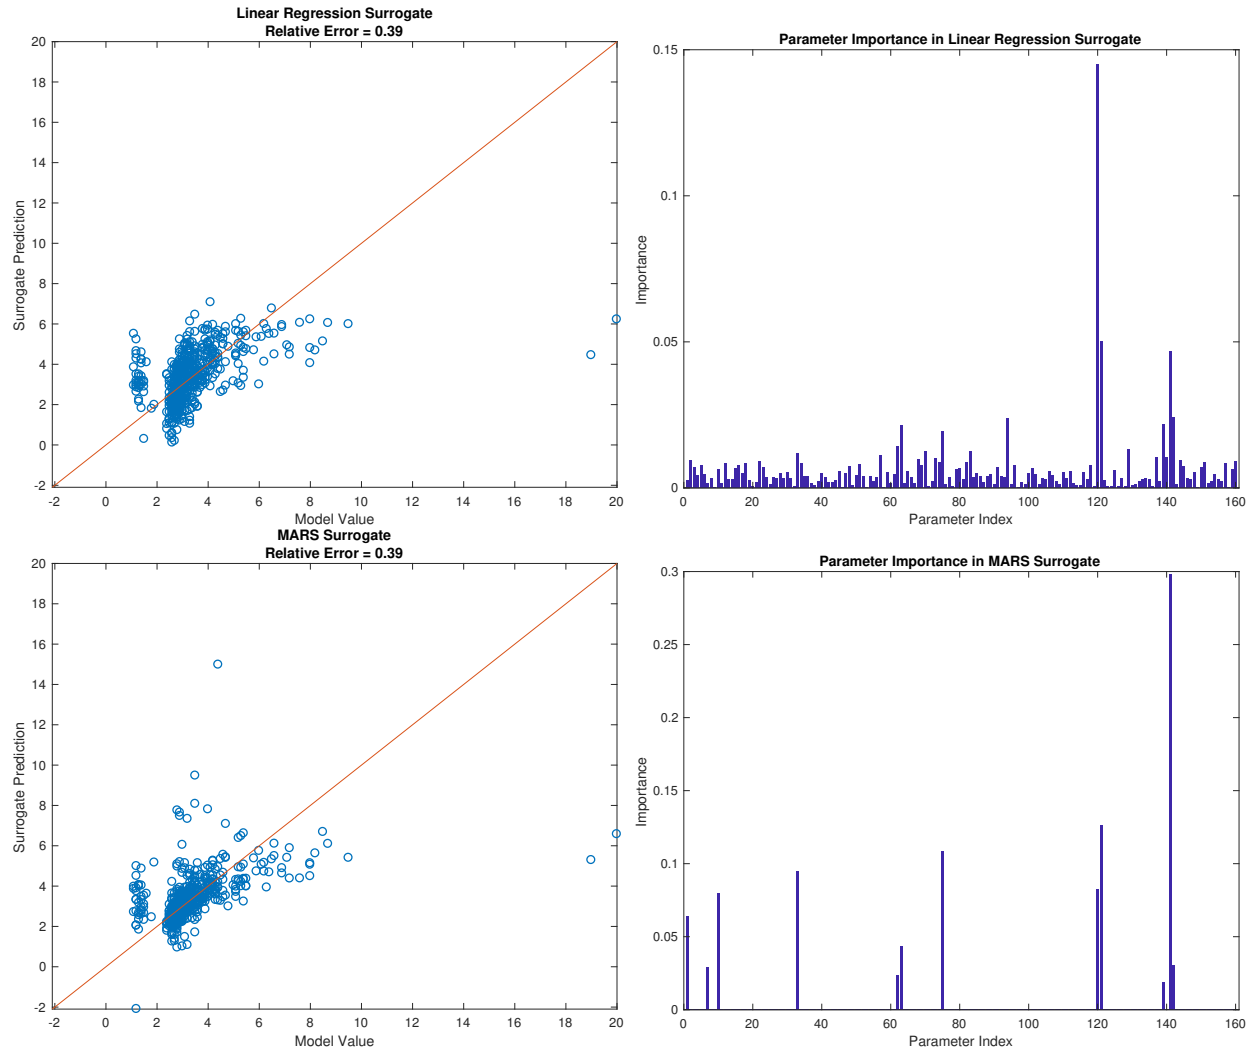 Linear Regression Surrogate
Relative Error = 0.39
20
18
16
14
12
10
8
6
4
2
0
-2
Surrogate Prediction
-2 0 2 4 6 8 10 12 14 16 18 20
Model Value
Parameter Importance in Linear Regression Surrogate
0.15
0.1
0.05
0
Importance
0 20 40 60 80 100 120 140 160
Parameter Index
MARS Surrogate
Relative Error = 0.39
20
18
16
14
12
10
8
6
4
2
0
-2
Surrogate Prediction
-2 0 2 4 6 8 10 12 14 16 18 20
Model Value
Parameter Importance in MARS Surrogate
0.3
0.25
0.2
0.15
0.1
0.05
0
Importance
0 20 40 60 80 100 120 140 160
Parameter Index